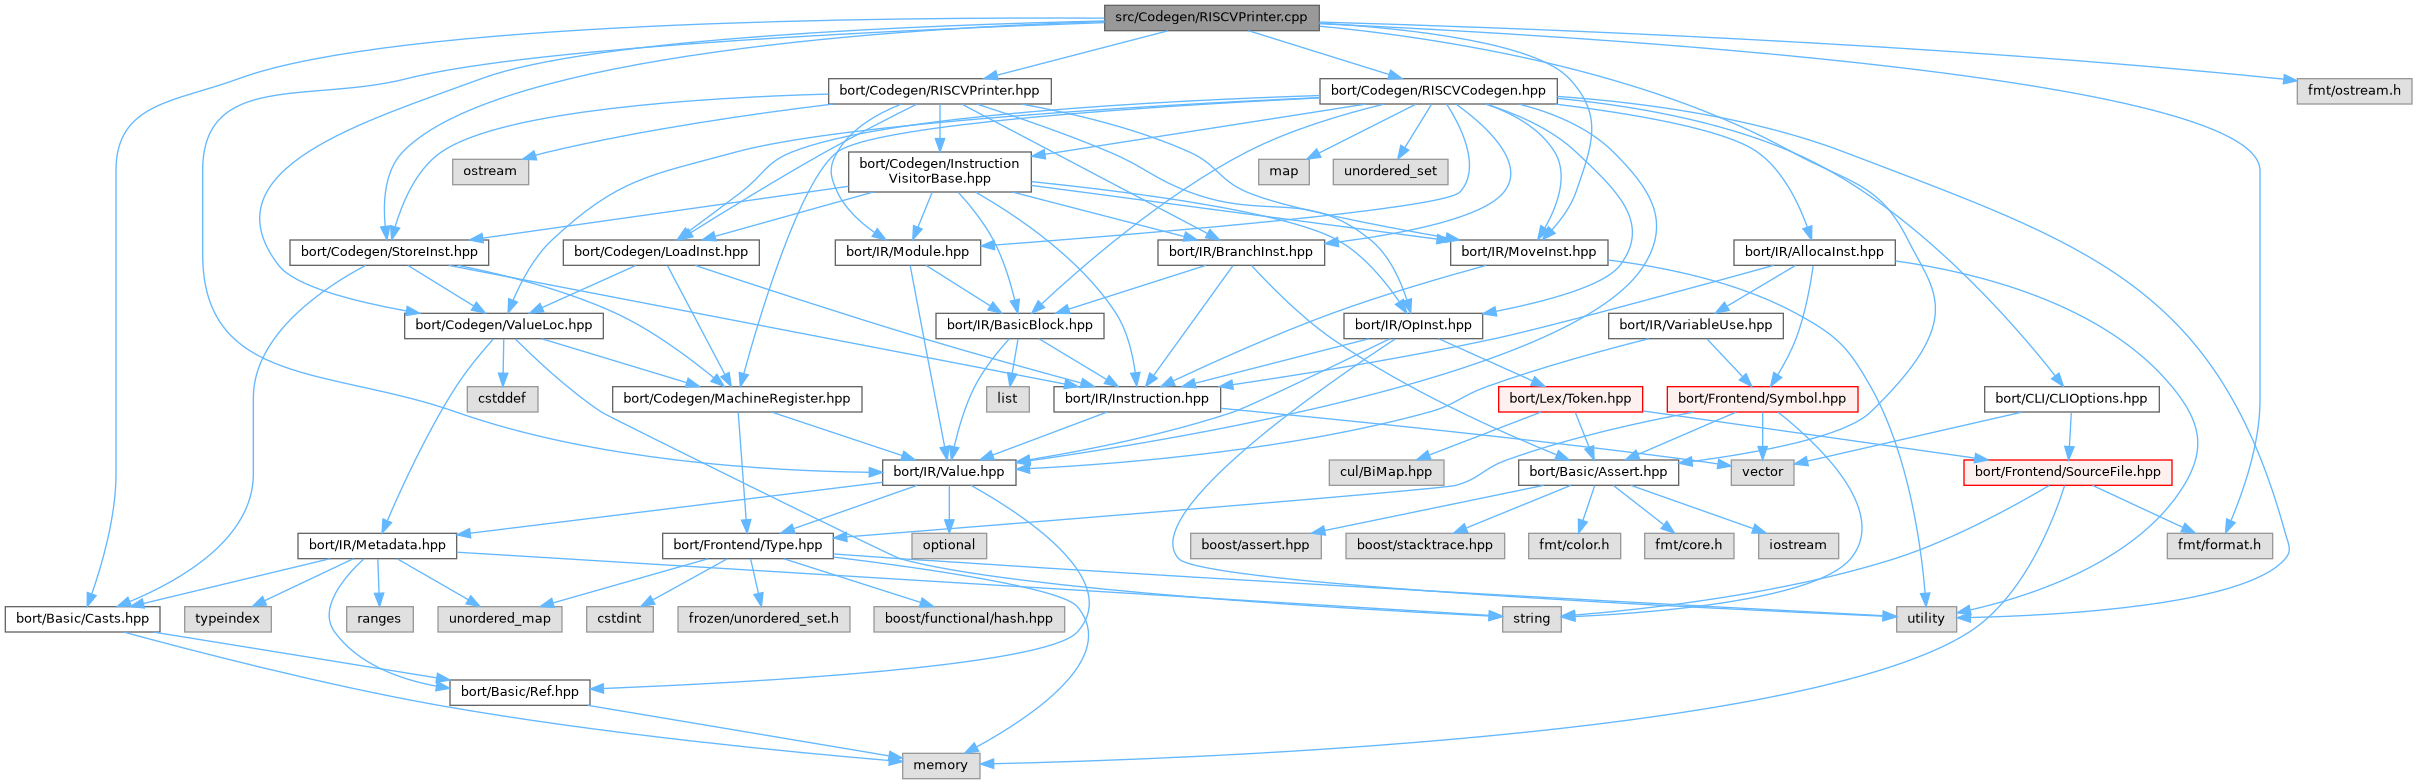 src/Codegen/RISCVPrinter.cpp
bort/Codegen/RISCVPrinter.hpp
bort/Codegen/RISCVCodegen.hpp
fmt/ostream.h
ostream
bort/Codegen/Instruction
VisitorBase.hpp
map
unordered_set
bort/Codegen/StoreInst.hpp
bort/Codegen/LoadInst.hpp
bort/IR/Module.hpp
bort/IR/BranchInst.hpp
bort/IR/MoveInst.hpp
bort/IR/AllocaInst.hpp
bort/Codegen/ValueLoc.hpp
bort/IR/BasicBlock.hpp
bort/IR/OpInst.hpp
bort/IR/VariableUse.hpp
cstddef
bort/Codegen/MachineRegister.hpp
list
bort/IR/Instruction.hpp
bort/Lex/Token.hpp
bort/Frontend/Symbol.hpp
bort/CLI/CLIOptions.hpp
bort/IR/Value.hpp
cul/BiMap.hpp
bort/Basic/Assert.hpp
vector
bort/Frontend/SourceFile.hpp
bort/IR/Metadata.hpp
bort/Frontend/Type.hpp
optional
boost/assert.hpp
boost/stacktrace.hpp
fmt/color.h
fmt/core.h
iostream
fmt/format.h
bort/Basic/Casts.hpp
typeindex
ranges
unordered_map
cstdint
frozen/unordered_set.h
boost/functional/hash.hpp
string
utility
bort/Basic/Ref.hpp
memory